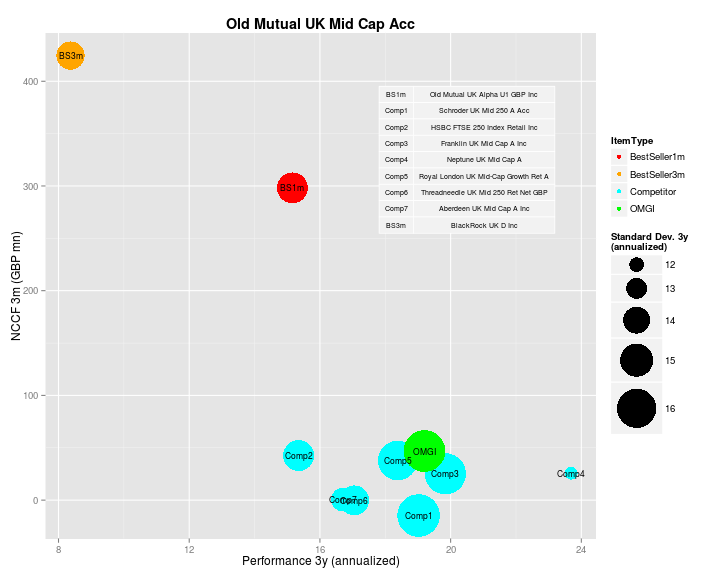 Old Mutual UK Mid Cap Acc
NCCF 3m (GBP mn)
400
300
200
100
0
8
12
16
20
24
Performance 3y (annualized)
BS3m
BS1m
Comp2
Comp5
OMGI
Comp3
Comp4
Comp7
Comp6
Comp1
BS1m Old Mutual UK Alpha U1 GBP Inc
Comp1 Schroder UK Mid 250 A Acc
Comp2 HSBC FTSE 250 Index Retail Inc
Comp3 Franklin UK Mid Cap A Inc
Comp4 Neptune UK Mid Cap A
Comp5 Royal London UK Mid-Cap Growth Ret A
Comp6 Threadneedle UK Mid 250 Ret Net GBP
Comp7 Aberdeen UK Mid Cap A Inc
BS3m BlackRock UK D Inc
ItemType
BestSeller1m
BestSeller3m
Competitor
OMGI
Standard Dev. 3y
(annualized)
12
13
14
15
16